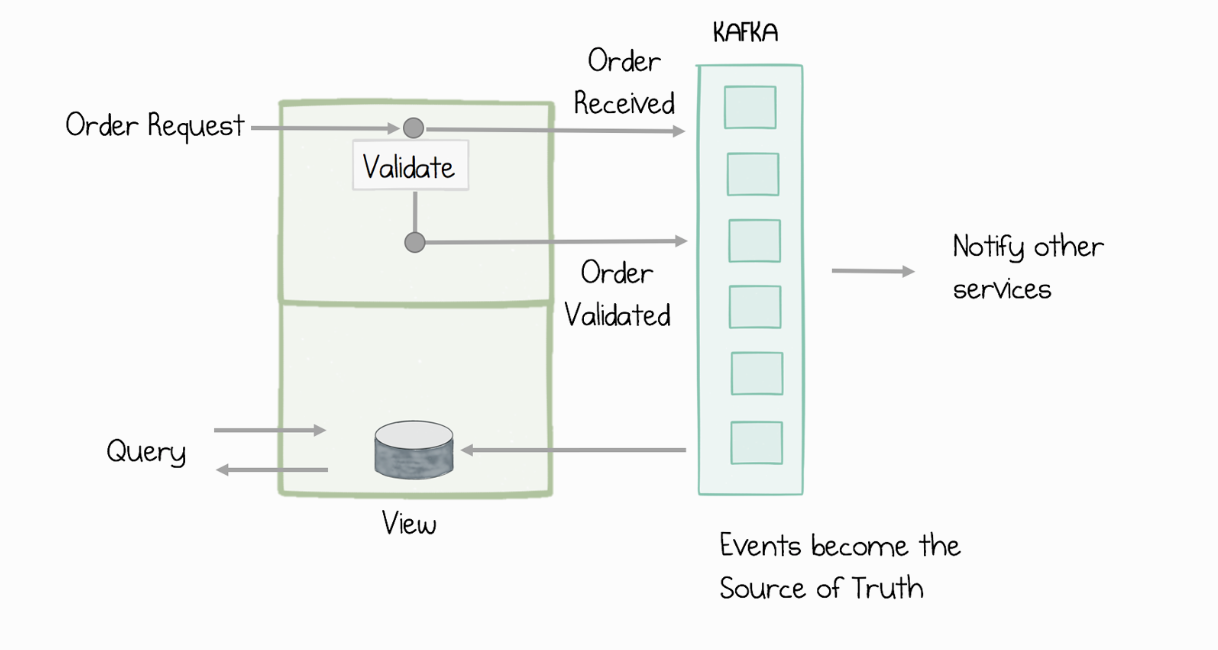 KAFKA
Order
Received
Order Request
Validate
Order
Validated
Notify other
services
Query
View
Events become the
Source of Truth